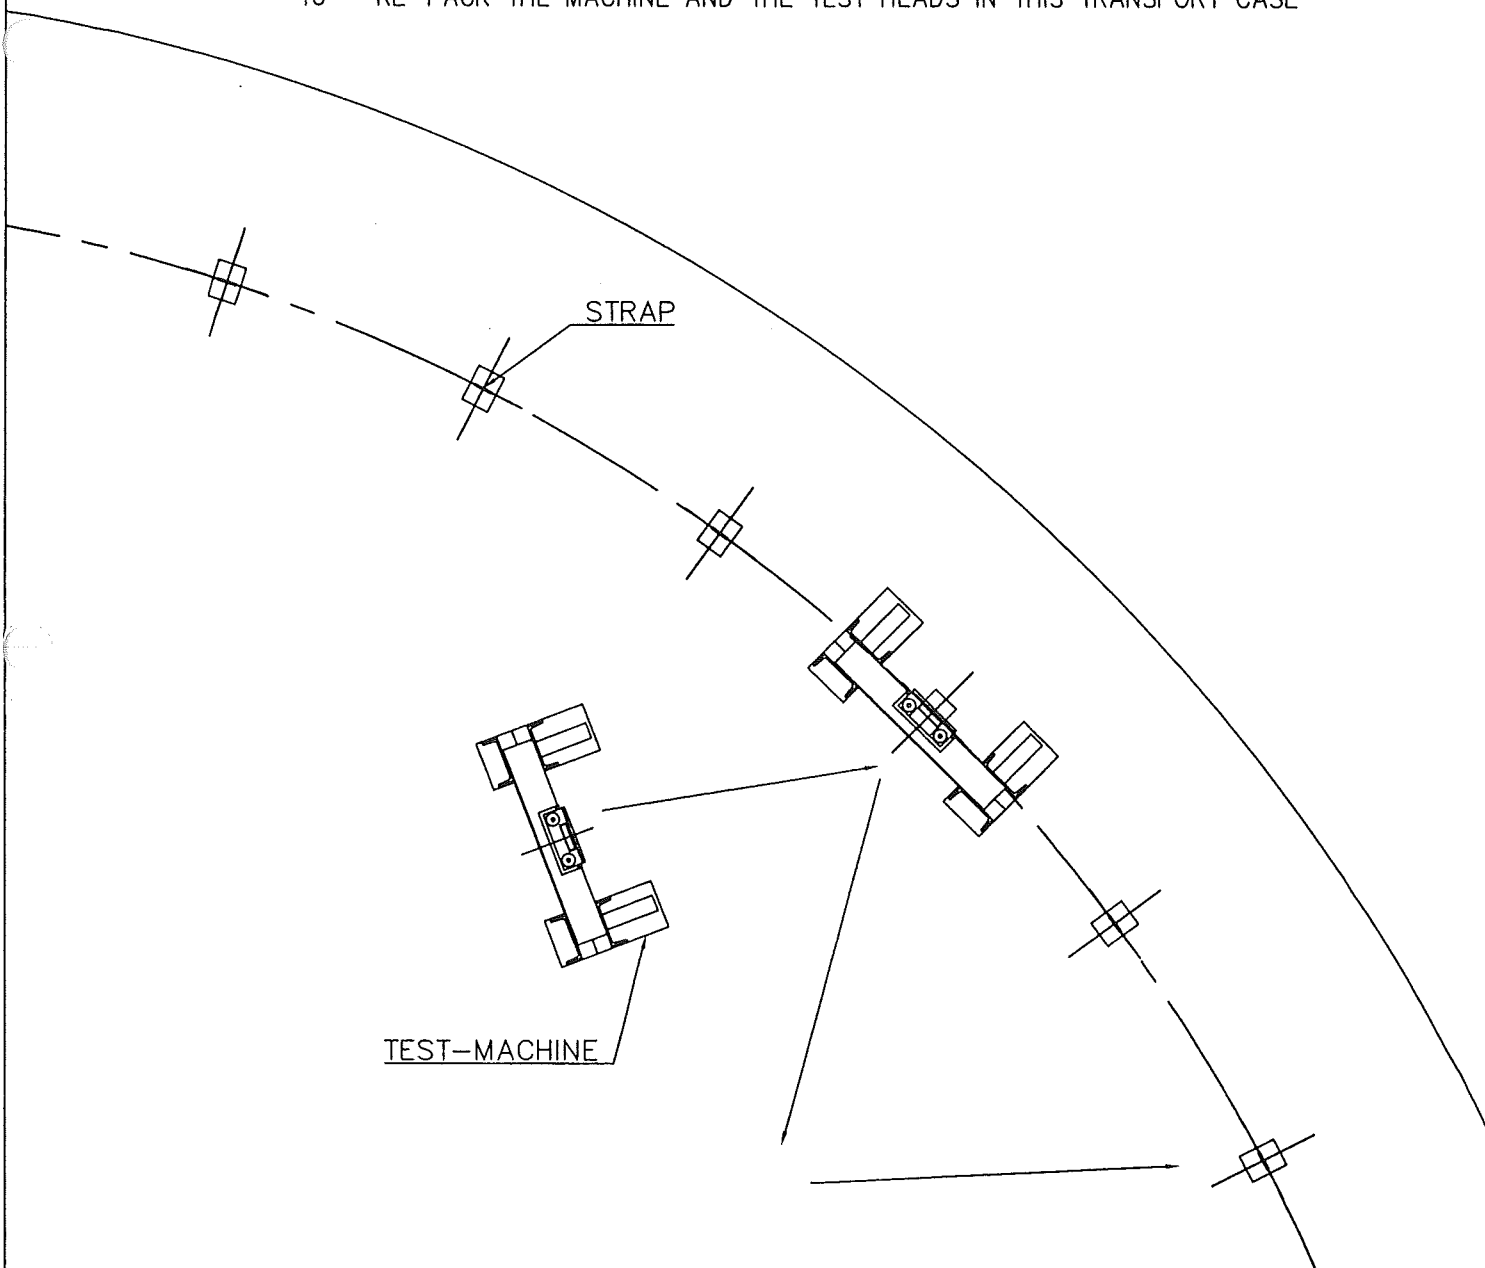 RE-PACK THE MACHINE AND THE TEST HEADS IN THIS TRANSPORT CASE
STRAP
TEST-MACHINE